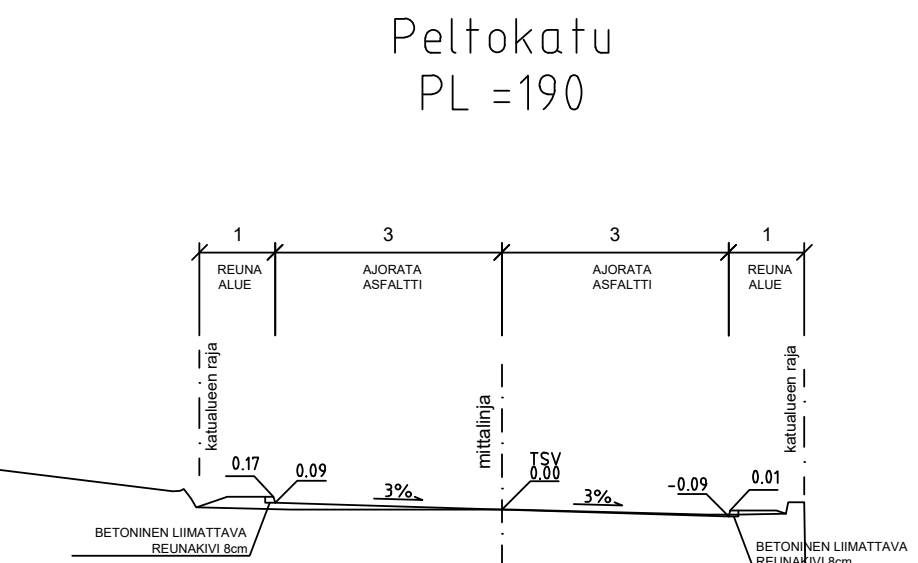 Peltokatu
PL =190
1
3
3
1
REUNA
ALUE
AJORATA
ASFALTTI
AJORATA
ASFALTTI
REUNA
ALUE
katualueen raja
mittalinja
katualueen raja
0.17
0.09
3%
TSV
0.00
3%
-0.09
0.01
BETONINEN LIIMATTAVA
REUNAKIVI 8cm
BETONINEN LIIMATTAVA
REUNAKIVI 8cm